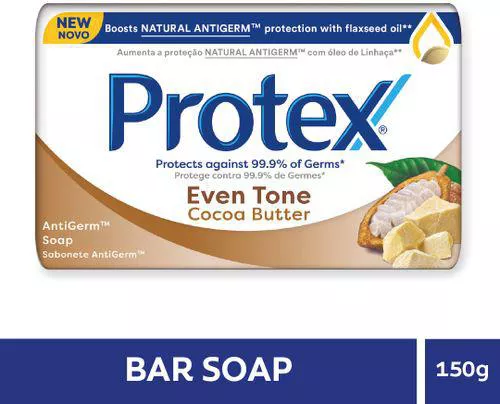 NEW
NOVO
Boosts NATURAL ANTIGERM™ protection with flaxseed oil**
Aumenta a proteção NATURAL ANTIGERM™ com óleo de Linhaça**
Protex®
Protects against 99.9% of Germs*
Protege contra 99.9% de Germes*
Even Tone
Cocoa Butter
AntiGerm™
Soap
Sabonete AntiGerm™
BAR SOAP
150g